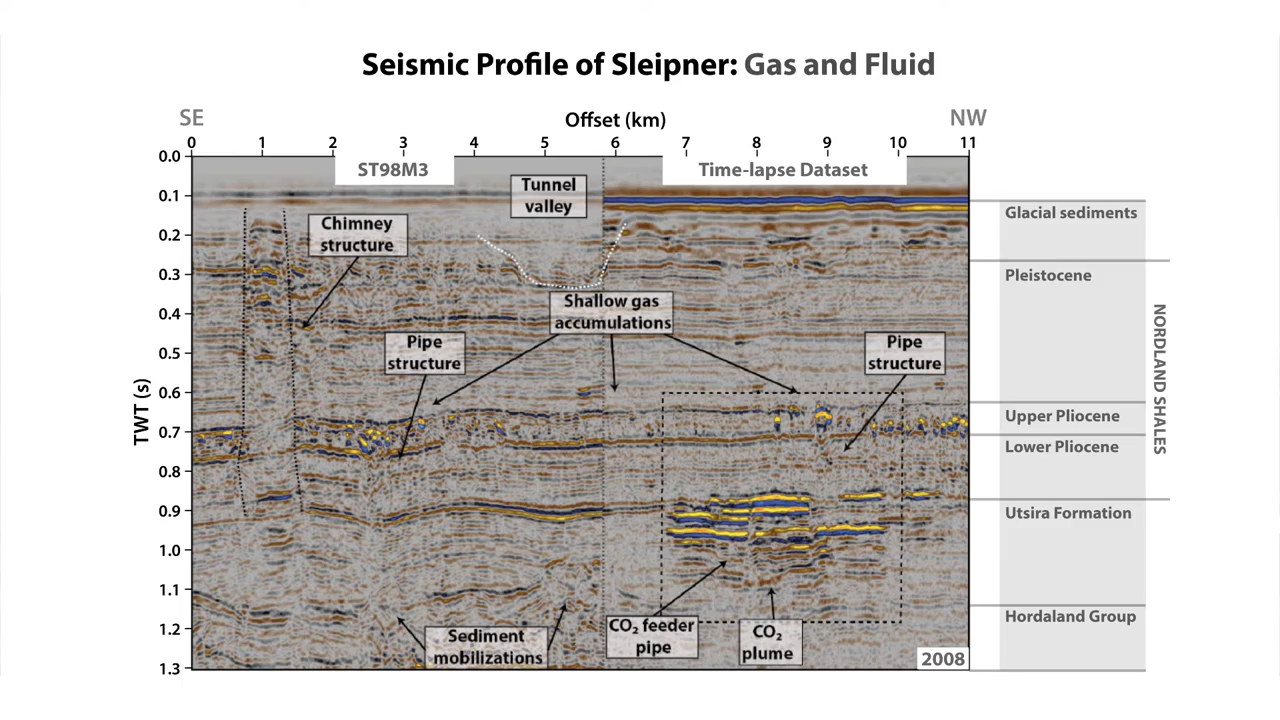 Seismic Profile of Sleipner: Gas and Fluid
SE
Offset (km)
NW
0 1 2 3 4 5 6 7 8 9 10 11
ST98M3
Time-lapse Dataset
TWT (s)
0.0
0.1
0.2
0.3
0.4
0.5
0.6
0.7
0.8
0.9
1.0
1.1
1.2
1.3
Tunnel
valley
Chimney
structure
Shallow gas
accumulations
Pipe
structure
Pipe
structure
CO₂ feeder
pipe
CO₂
plume
Sediment
mobilizations
2008
Glacial sediments
Pleistocene
Upper Pliocene
Lower Pliocene
Utsira Formation
Hordaland Group
NORDLAND SHALES